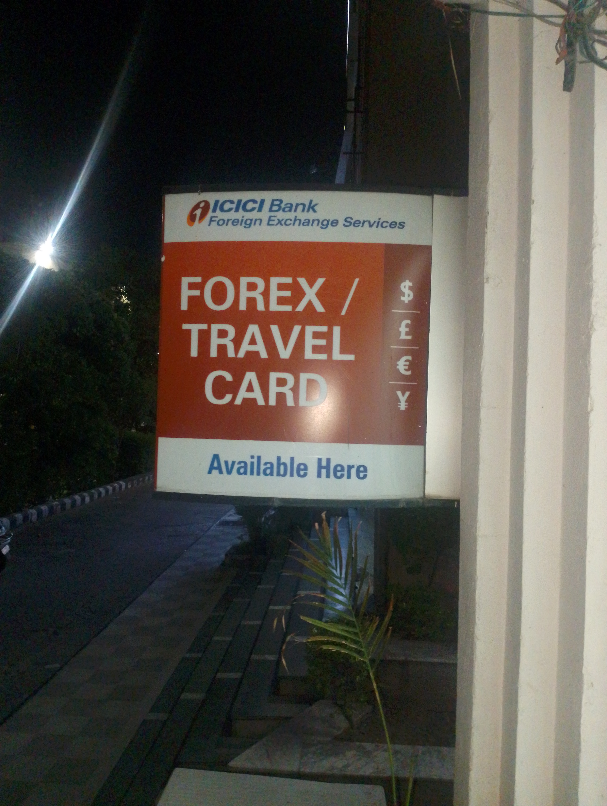 ICICI Bank
Foreign Exchange Services
FOREX /
TRAVEL
CARD
$
£
€
¥
Available Here